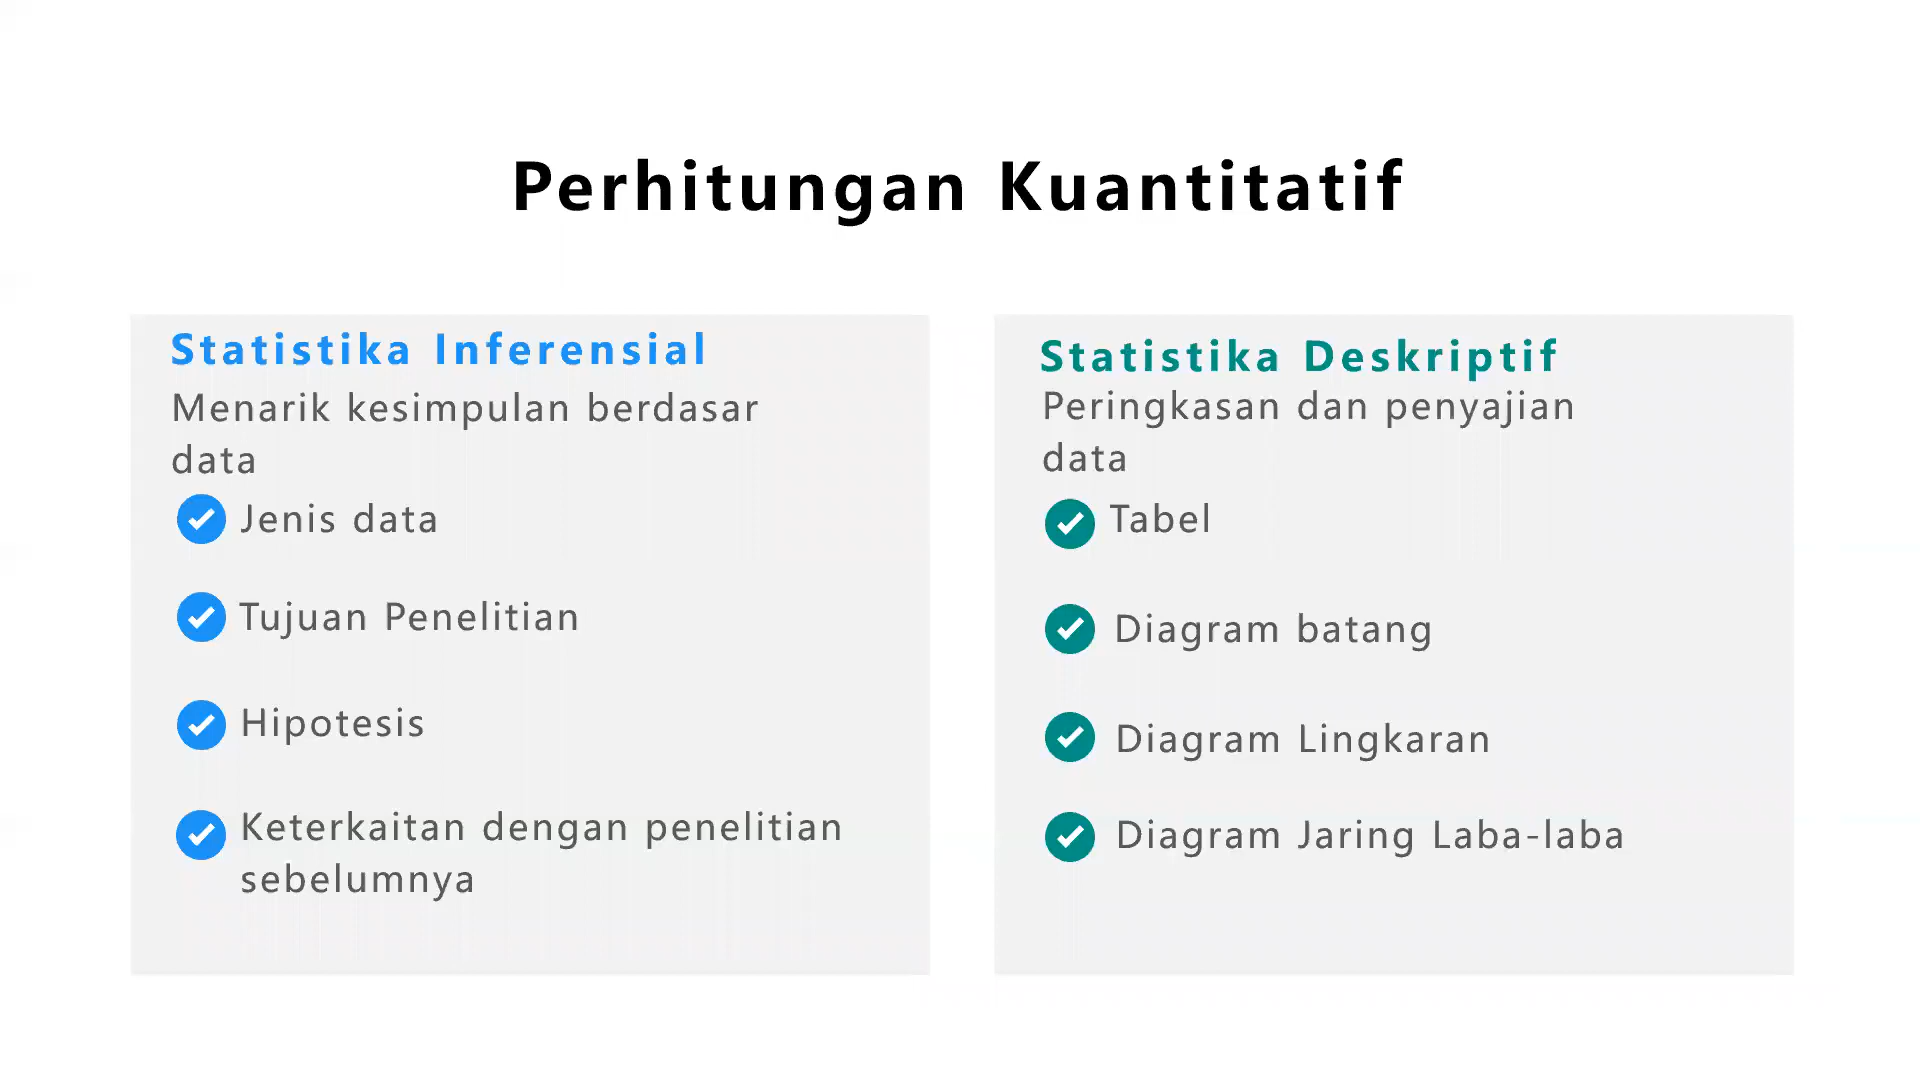 Perhitungan Kuantitatif
Statistika Inferensial
Menarik kesimpulan berdasar
data
Jenis data
Tujuan Penelitian
Hipotesis
Keterkaitan dengan penelitian
sebelumnya
Statistika Deskriptif
Peringkasan dan penyajian
data
Tabel
Diagram batang
Diagram Lingkaran
Diagram Jaring Laba-laba